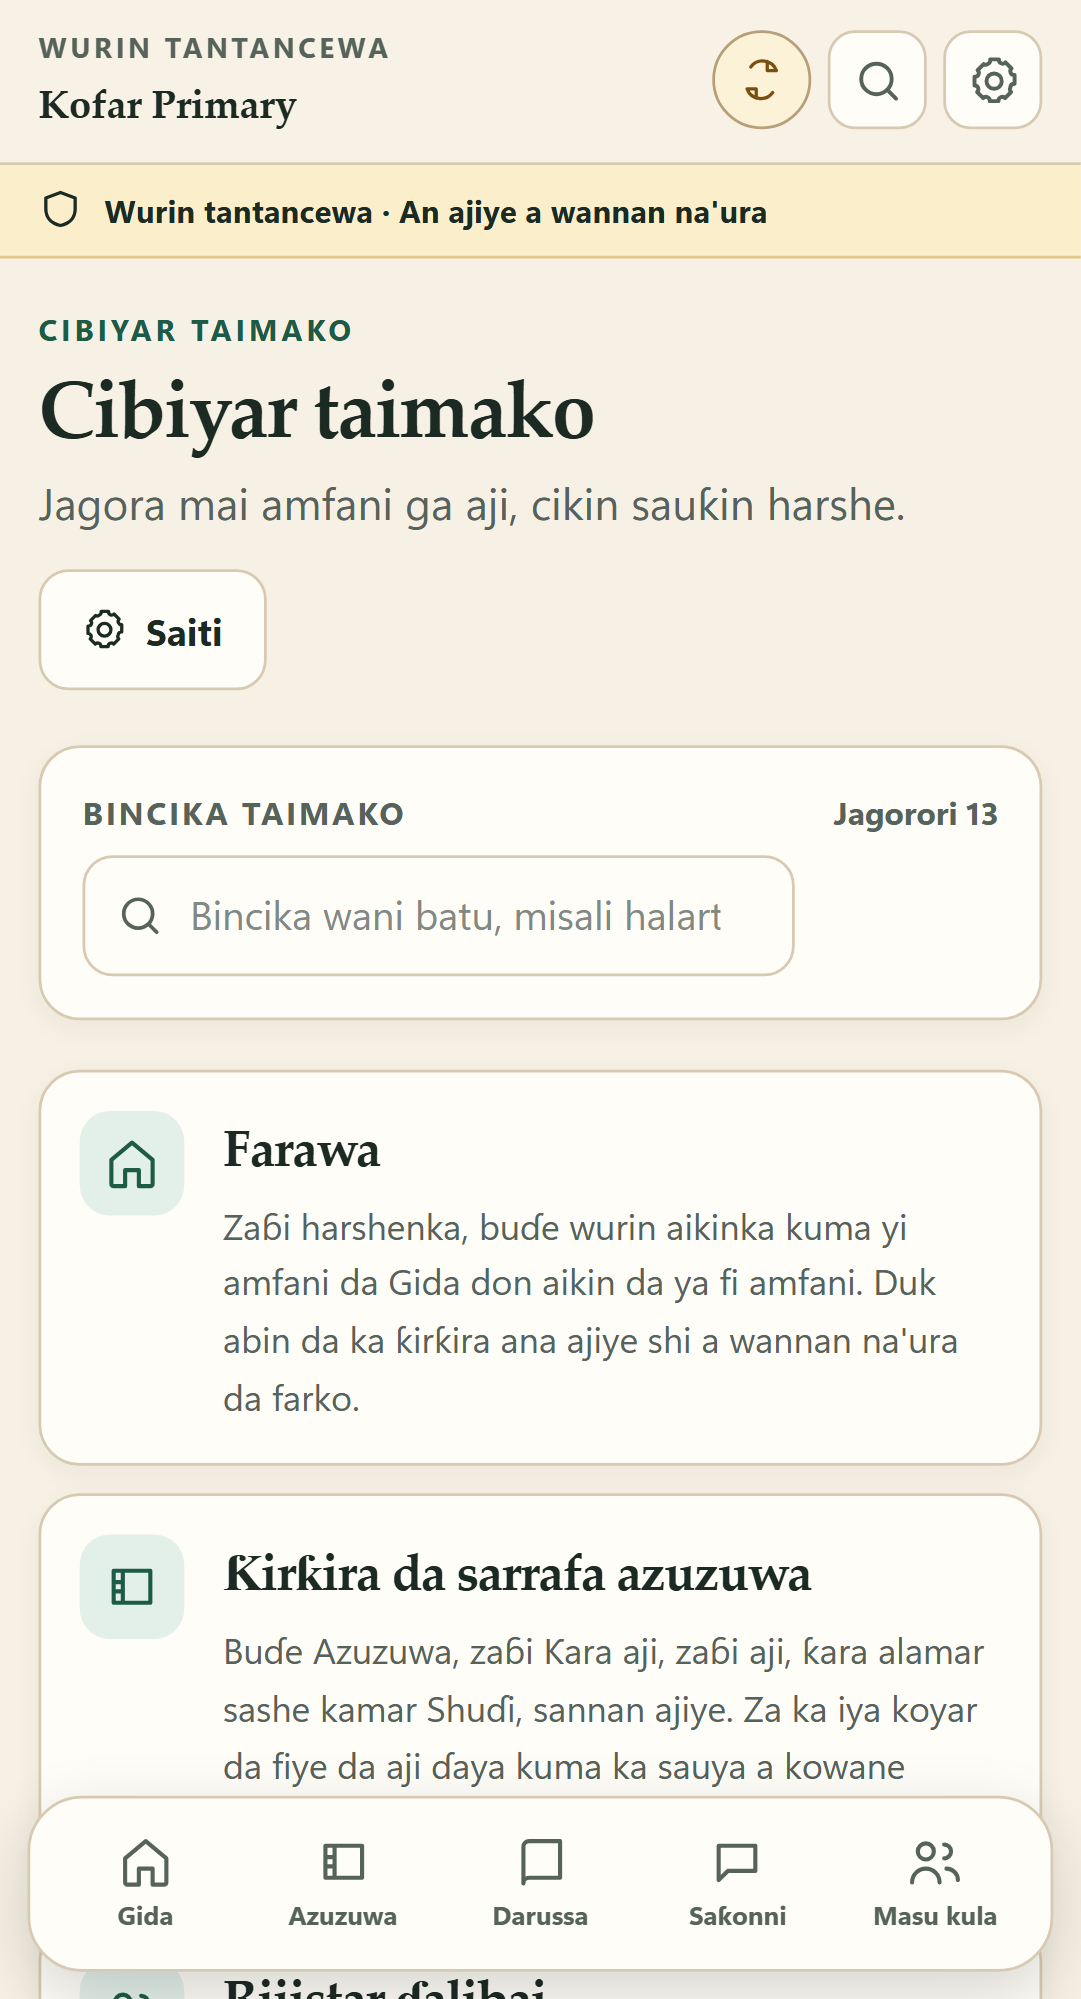 WURIN TANTANCEWA
Kofar Primary
Wurin tantancewa · An ajiye a wannan na'ura
CIBIYAR TAIMAKO
Cibiyar taimako
Jagora mai amfani ga aji, cikin sauƙin harshe.
Saiti
BINCIKA TAIMAKO
Jagorori 13
Bincika wani batu, misali halart
Farawa
Zaɓi harshenka, buɗe wurin aikinka kuma yi
amfani da Gida don aikin da ya fi amfani. Duk
abin da ka ƙirƙira ana ajiye shi a wannan na'ura
da farko.
Ƙirƙira da sarrafa azuzuwa
Buɗe Azuzuwa, zaɓi Ƙara aji, zaɓi aji, ƙara alamar
sashe kamar Shuɗi, sannan ajiye. Za ka iya koyar
da fiye da aji ɗaya kuma ka sauya a kowane
Gida
Azuzuwa
Darussa
Saƙonni
Masu kula
Rijistar ɗalibai